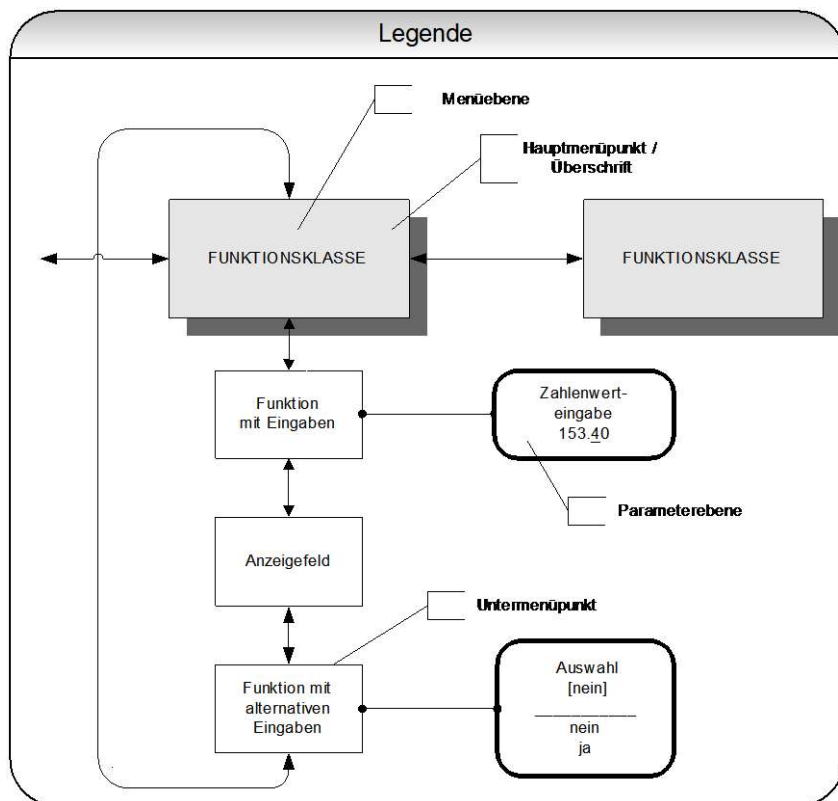 Legende
Menüebene
Hauptmenüpunkt /
Überschrift
FUNKTIONSKLASSE
FUNKTIONSKLASSE
Funktion
mit Eingaben
Zahlenwert-
eingabe
153.40
Parameterebene
Anzeigefeld
Untermenüpunkt
Funktion mit
alternativen
Eingaben
Auswahl
[nein]
nein
ja